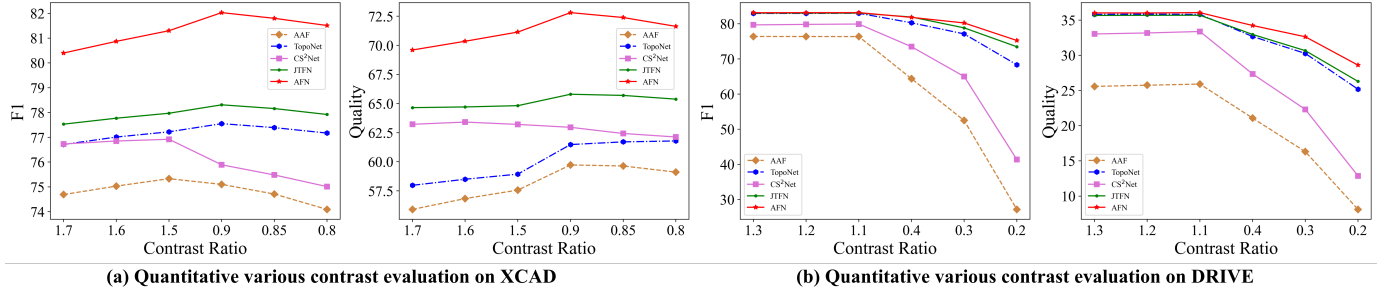 82
81
80
79
78
77
76
75
74
F1
1.7 1.6 1.5 0.9 0.85 0.8
Contrast Ratio
AAF
TopoNet
CS²Net
JTFN
AFN
72.5
70.0
67.5
65.0
62.5
60.0
57.5
Quality
1.7 1.6 1.5 0.9 0.85 0.8
Contrast Ratio
AAF
TopoNet
CS²Net
JTFN
AFN
(a) Quantitative various contrast evaluation on XCAD
80
70
60
50
40
30
F1
AAF
TopoNet
CS²Net
JTFN
AFN
1.3 1.2 1.1 0.4 0.3 0.2
Contrast Ratio
35
30
25
20
15
10
Quality
AAF
TopoNet
CS²Net
JTFN
AFN
1.3 1.2 1.1 0.4 0.3 0.2
Contrast Ratio
(b) Quantitative various contrast evaluation on DRIVE